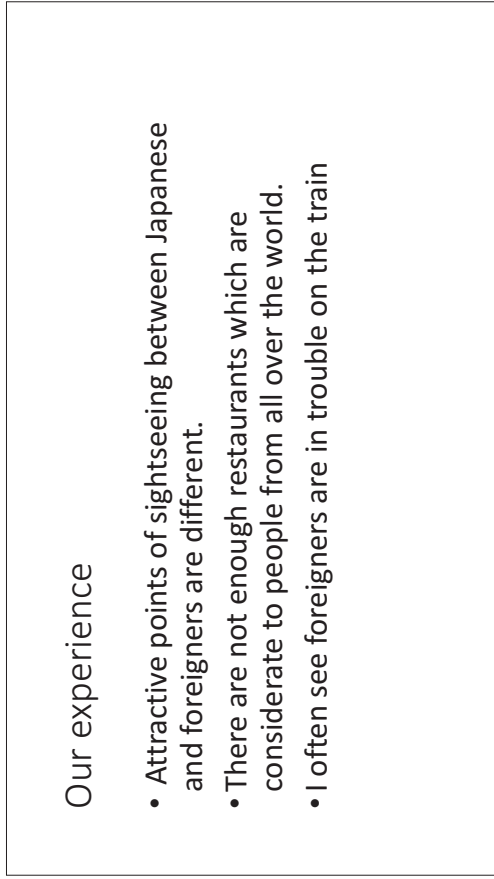 Our experience
• Attractive points of sightseeing between Japanese
and foreigners are different.
• There are not enough restaurants which are
considerate to people from all over the world.
• I often see foreigners are in trouble on the train